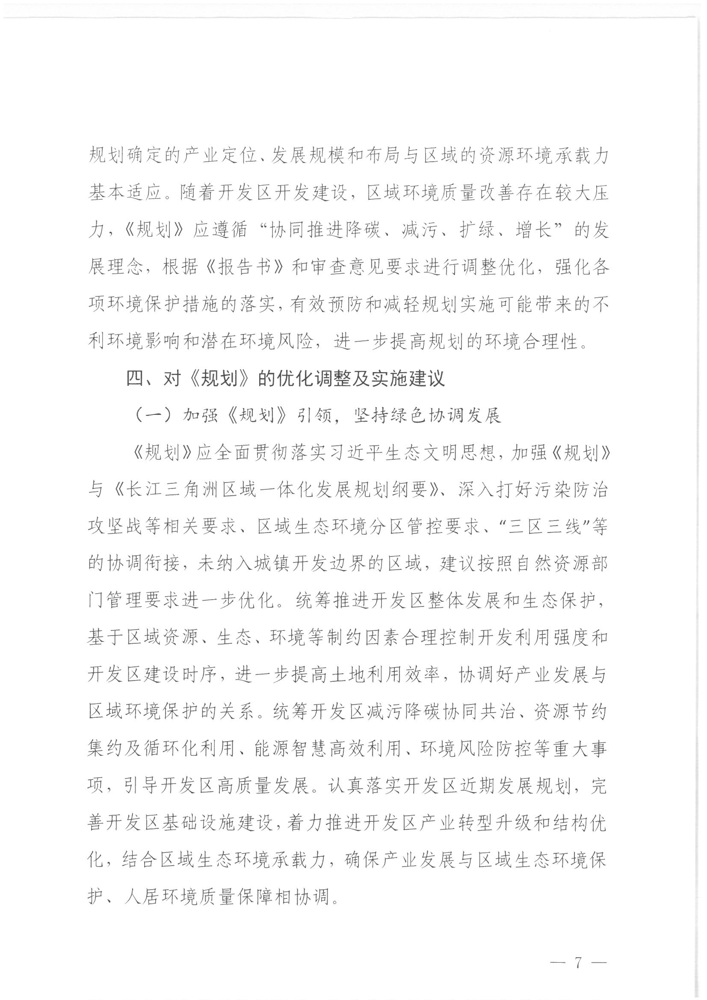 规划确定的产业定位、发展规模和布局与区域的资源环境承载力
基本适应。随着开发区开发建设，区域环境质量改善存在较大压
力，《规划》应遵循“协同推进降碳、减污、扩绿、增长”的发
展理念，根据《报告书》和审查意见要求进行调整优化，强化各
项环境保护措施的落实，有效预防和减轻规划实施可能带来的不
利环境影响和潜在环境风险，进一步提高规划的环境合理性。
四、对《规划》的优化调整及实施建议
（一）加强《规划》引领，坚持绿色协调发展
《规划》应全面贯彻落实习近平生态文明思想，加强《规划》
与《长江三角洲区域一体化发展规划纲要》、深入打好污染防治
攻坚战等相关要求、区域生态环境分区管控要求、“三区三线”等
的协调衔接，未纳入城镇开发边界的区域，建议按照自然资源部
门管理要求进一步优化。统筹推进开发区整体发展和生态保护，
基于区域资源、生态、环境等制约因素合理控制开发利用强度和
开发区建设时序，进一步提高土地利用效率，协调好产业发展与
区域环境保护的关系。统筹开发区减污降碳协同共治、资源节约
集约及循环化利用、能源智慧高效利用、环境风险防控等重大事
项，引导开发区高质量发展。认真落实开发区近期发展规划，完
善开发区基础设施建设，着力推进开发区产业转型升级和结构优
化，结合区域生态环境承载力，确保产业发展与区域生态环境保
护、人居环境质量保障相协调。
— 7 —